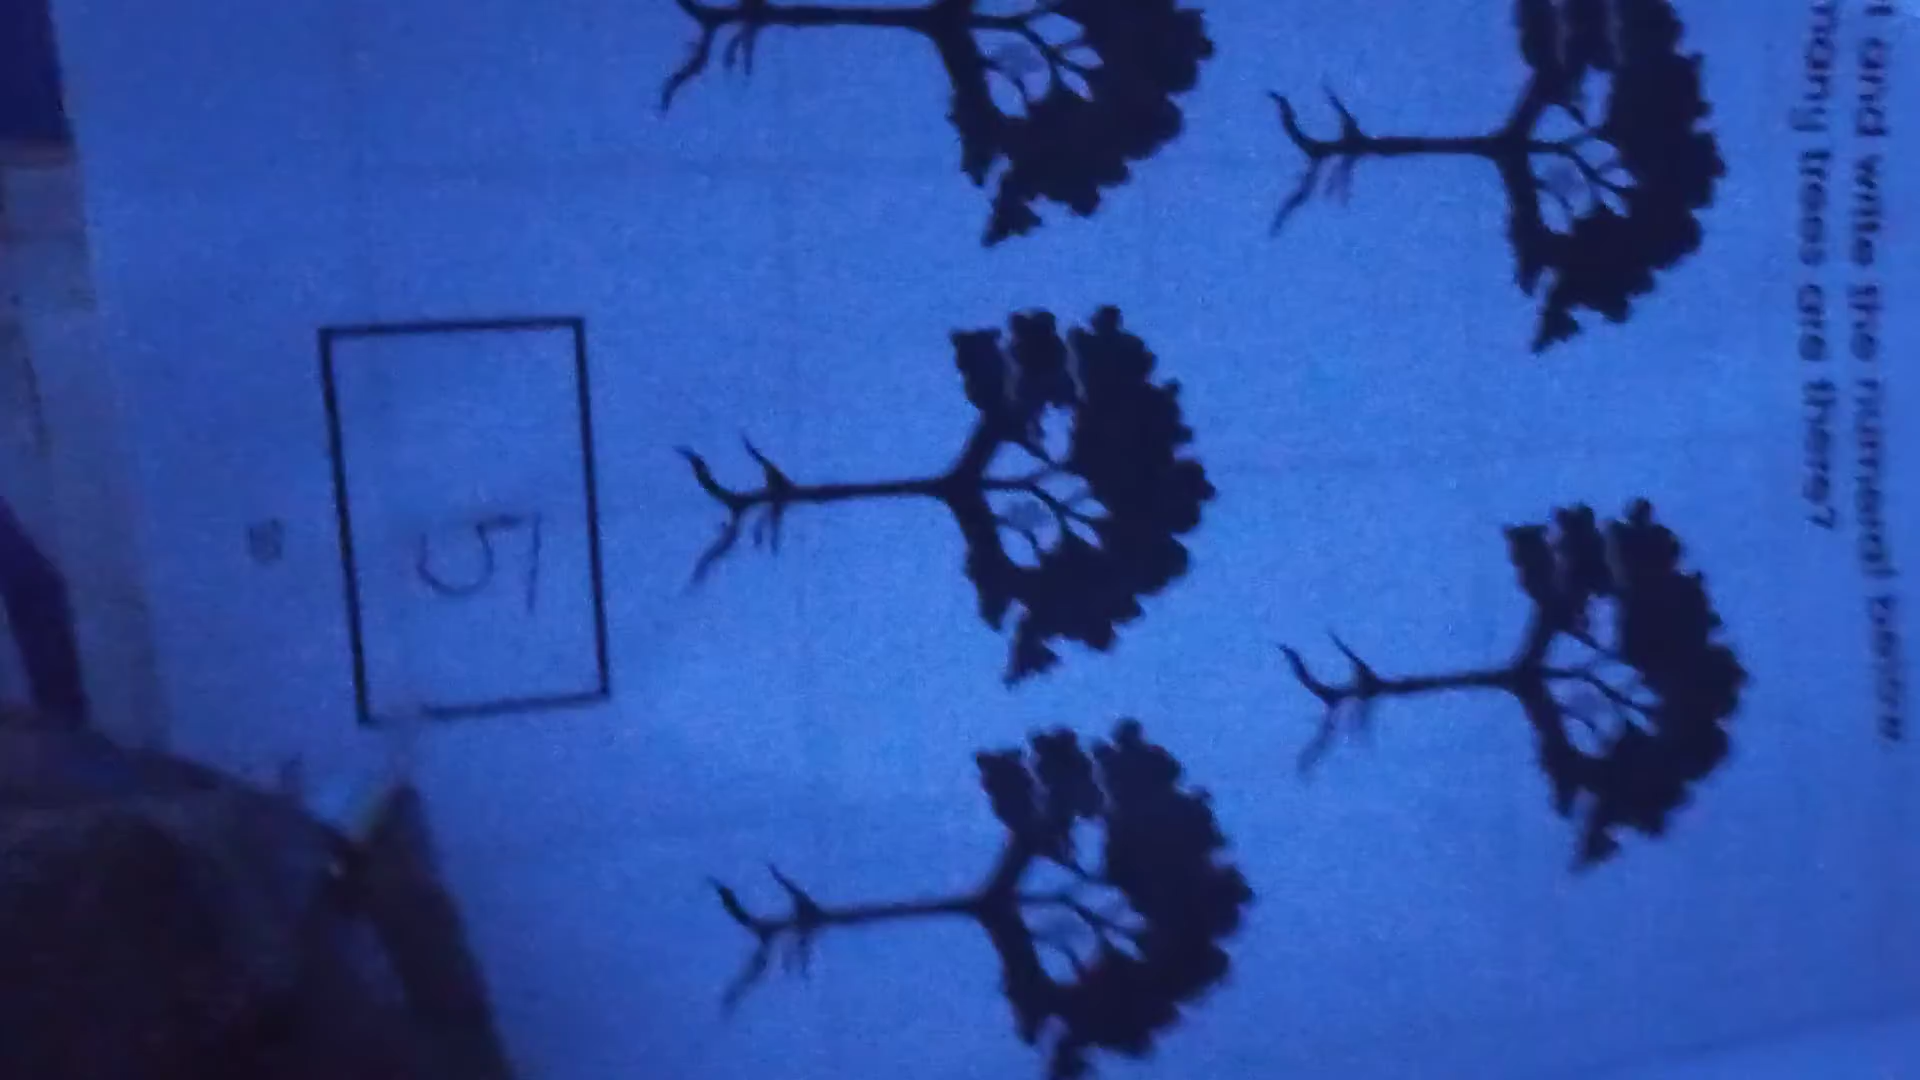 t and write the numeral below.
many trees are there?
5